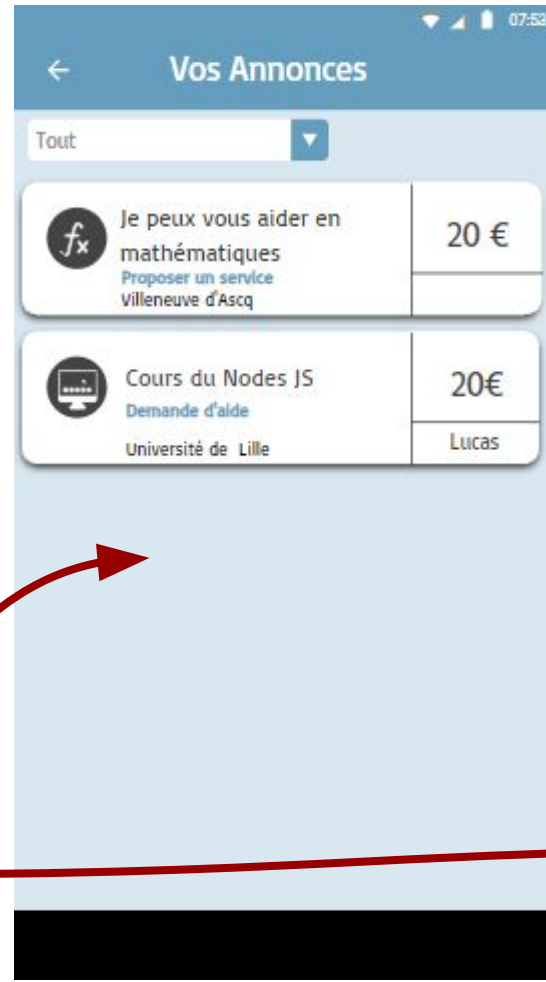 07:53
Vos Annonces
Tout
fx
Je peux vous aider en
mathématiques
Proposer un service
Villeneuve d'Ascq
20 €
Cours du Nodes JS
Demande d'aide
Université de Lille
20€
Lucas